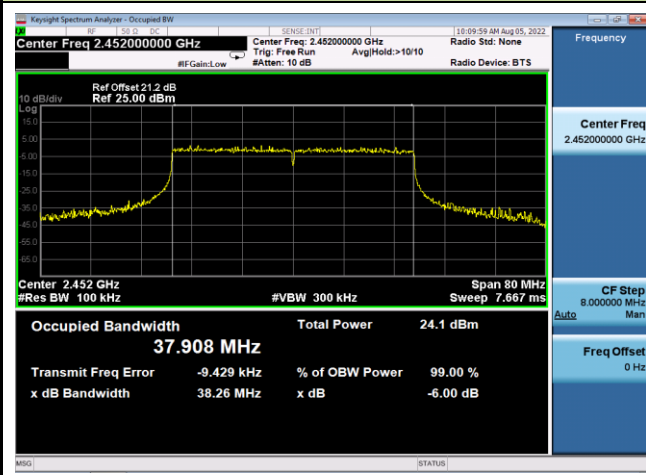 Keysight Spectrum Analyzer - Occupied BW
RF 50 Ω DC SENSE:INT 10:09:59 AM Aug 05, 2022
Center Freq 2.452000000 GHz
Center Freq: 2.452000000 GHz
Radio Std: None
Trig: Free Run Avg|Hold:>10/10
#IFGain:Low #Atten: 10 dB Radio Device: BTS
Ref Offset 21.2 dB
10 dB/div Ref 25.00 dBm
Log
15.0
5.00
-5.00
-15.0
-25.0
-35.0
-45.0
-55.0
-65.0
Center 2.452 GHz Span 80 MHz
#Res BW 100 kHz #VBW 300 kHz Sweep 7.667 ms
Occupied Bandwidth Total Power 24.1 dBm
37.908 MHz
Transmit Freq Error -9.429 kHz % of OBW Power 99.00 %
x dB Bandwidth 38.26 MHz x dB -6.00 dB
MSG STATUS
Frequency
Center Freq
2.452000000 GHz
CF Step
8.000000 MHz
Auto Man
Freq Offset
0 Hz